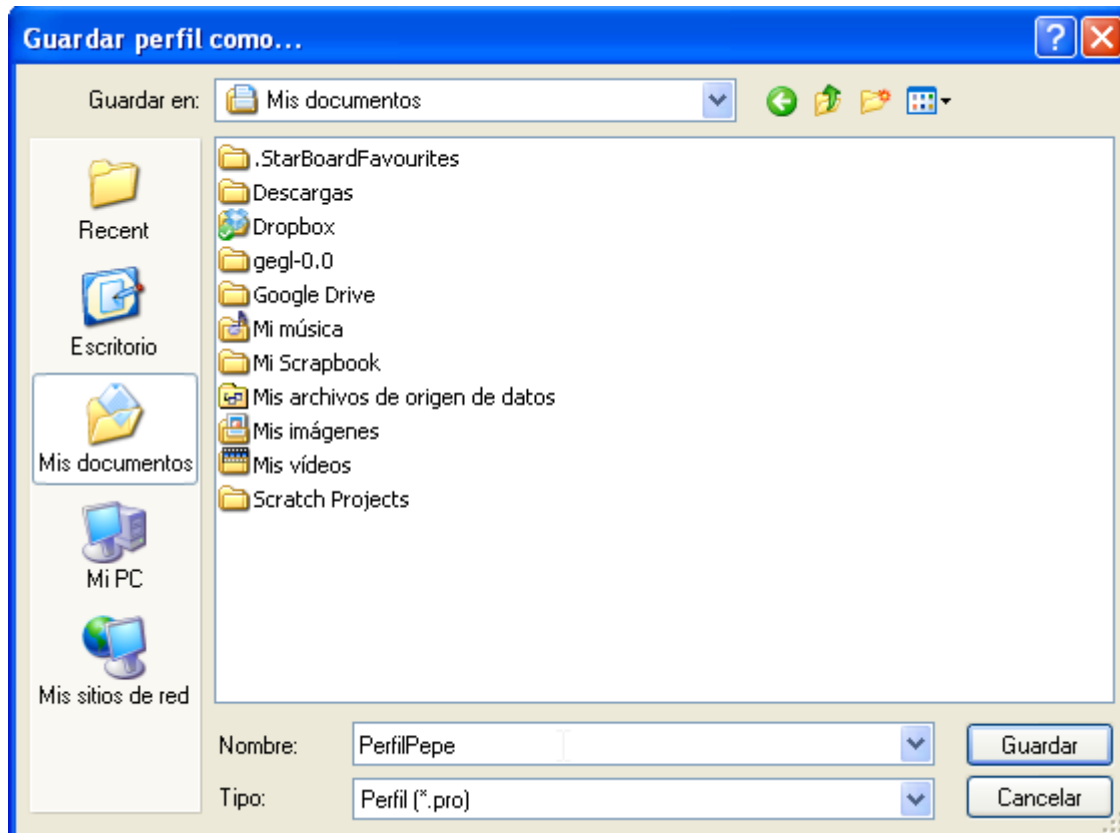 Guardar perfil como...
Guardar en:
Mis documentos
Recent
Escritorio
Mis documentos
Mi PC
Mis sitios de red
.StarBoardFavourites
Descargas
Dropbox
gegl-0.0
Google Drive
Mi música
Mi Scrapbook
Mis archivos de origen de datos
Mis imágenes
Mis vídeos
Scratch Projects
Nombre: PerfilPepe Guardar
Tipo: Perfil (*.pro) Cancelar